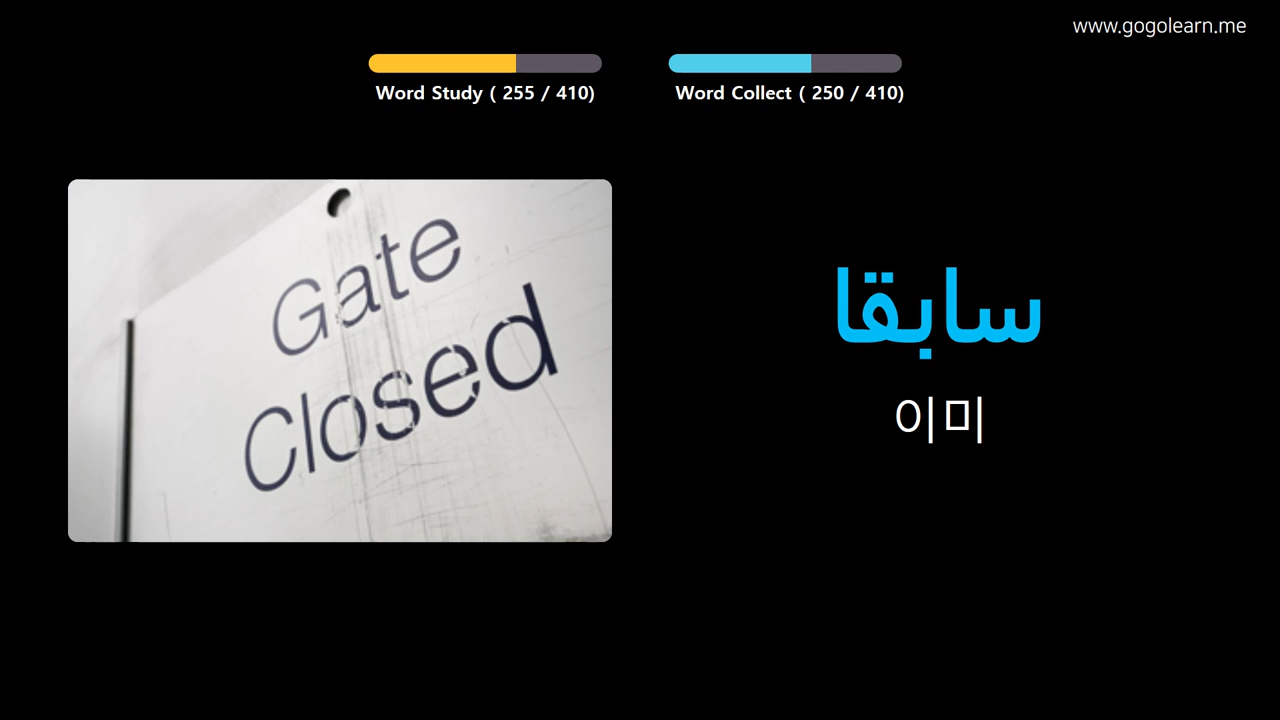 www.gogolearn.me
Word Study ( 255 / 410)
Word Collect ( 250 / 410)
Gate
Closed
سابقا
이미